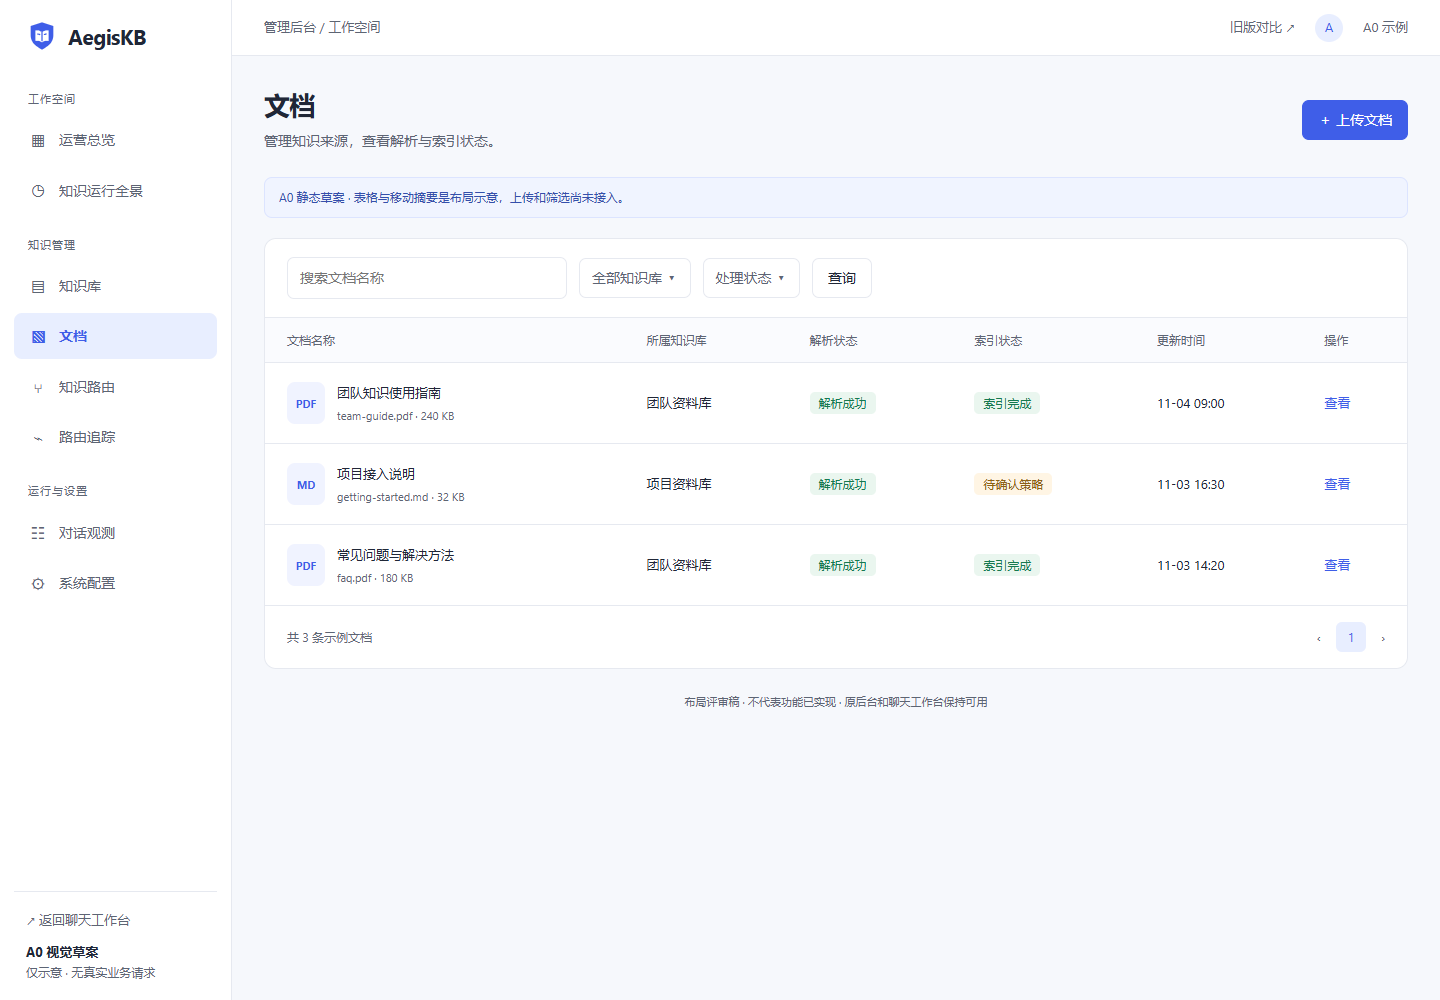 AegisKB
工作空间
运营总览
知识运行全景
知识管理
知识库
文档
知识路由
路由追踪
运行与设置
对话观测
系统配置
↗ 返回聊天工作台
A0 视觉草案
仅示意 · 无真实业务请求
管理后台 / 工作空间
旧版对比 ↗
A
A0 示例
文档
管理知识来源，查看解析与索引状态。
+ 上传文档
A0 静态草案 · 表格与移动摘要是布局示意，上传和筛选尚未接入。
搜索文档名称
全部知识库 ▾
处理状态 ▾
查询
文档名称 所属知识库 解析状态 索引状态 更新时间 操作
PDF 团队知识使用指南 团队资料库 解析成功 索引完成 11-04 09:00 查看
team-guide.pdf · 240 KB
MD 项目接入说明 项目资料库 解析成功 待确认策略 11-03 16:30 查看
getting-started.md · 32 KB
PDF 常见问题与解决方法 团队资料库 解析成功 索引完成 11-03 14:20 查看
faq.pdf · 180 KB
共 3 条示例文档
‹ 1 ›
布局评审稿 · 不代表功能已实现 · 原后台和聊天工作台保持可用